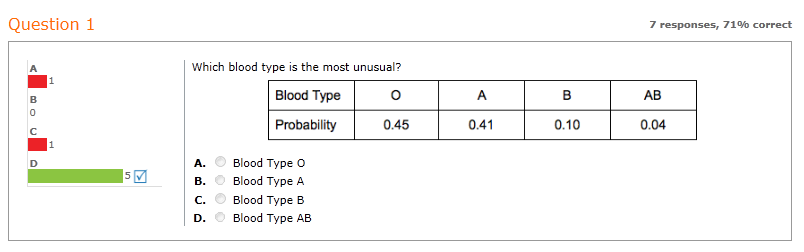 Question 1
7 responses, 71% correct
A
1
B
0
C
1
D
5
Which blood type is the most unusual?
Blood Type O A B AB
Probability 0.45 0.41 0.10 0.04
A. Blood Type O
B. Blood Type A
C. Blood Type B
D. Blood Type AB